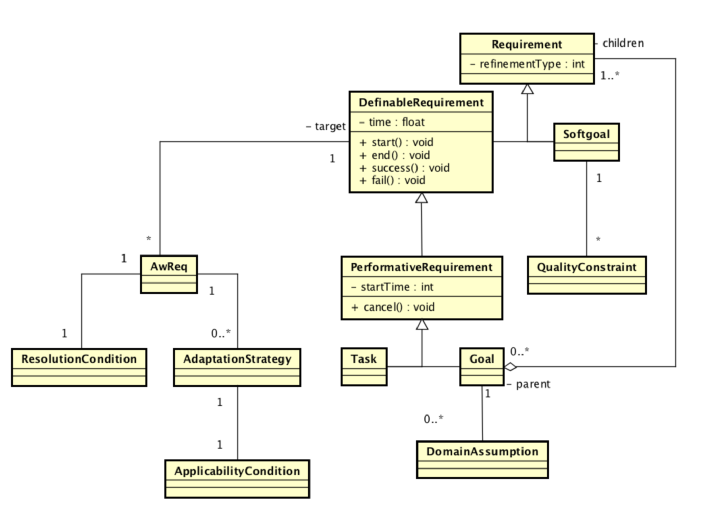 Requirement
- refinementType : int
- children
1..*
DefinableRequirement
- time : float
+ start() : void
+ end() : void
+ success() : void
+ fail() : void
- target
1
Softgoal
1
*
QualityConstraint
*
AwReq
1
1
1
0..*
ResolutionCondition
AdaptationStrategy
1
1
ApplicabilityCondition
PerformativeRequirement
- startTime : int
+ cancel() : void
Task
Goal
0..*
- parent
1
0..*
DomainAssumption